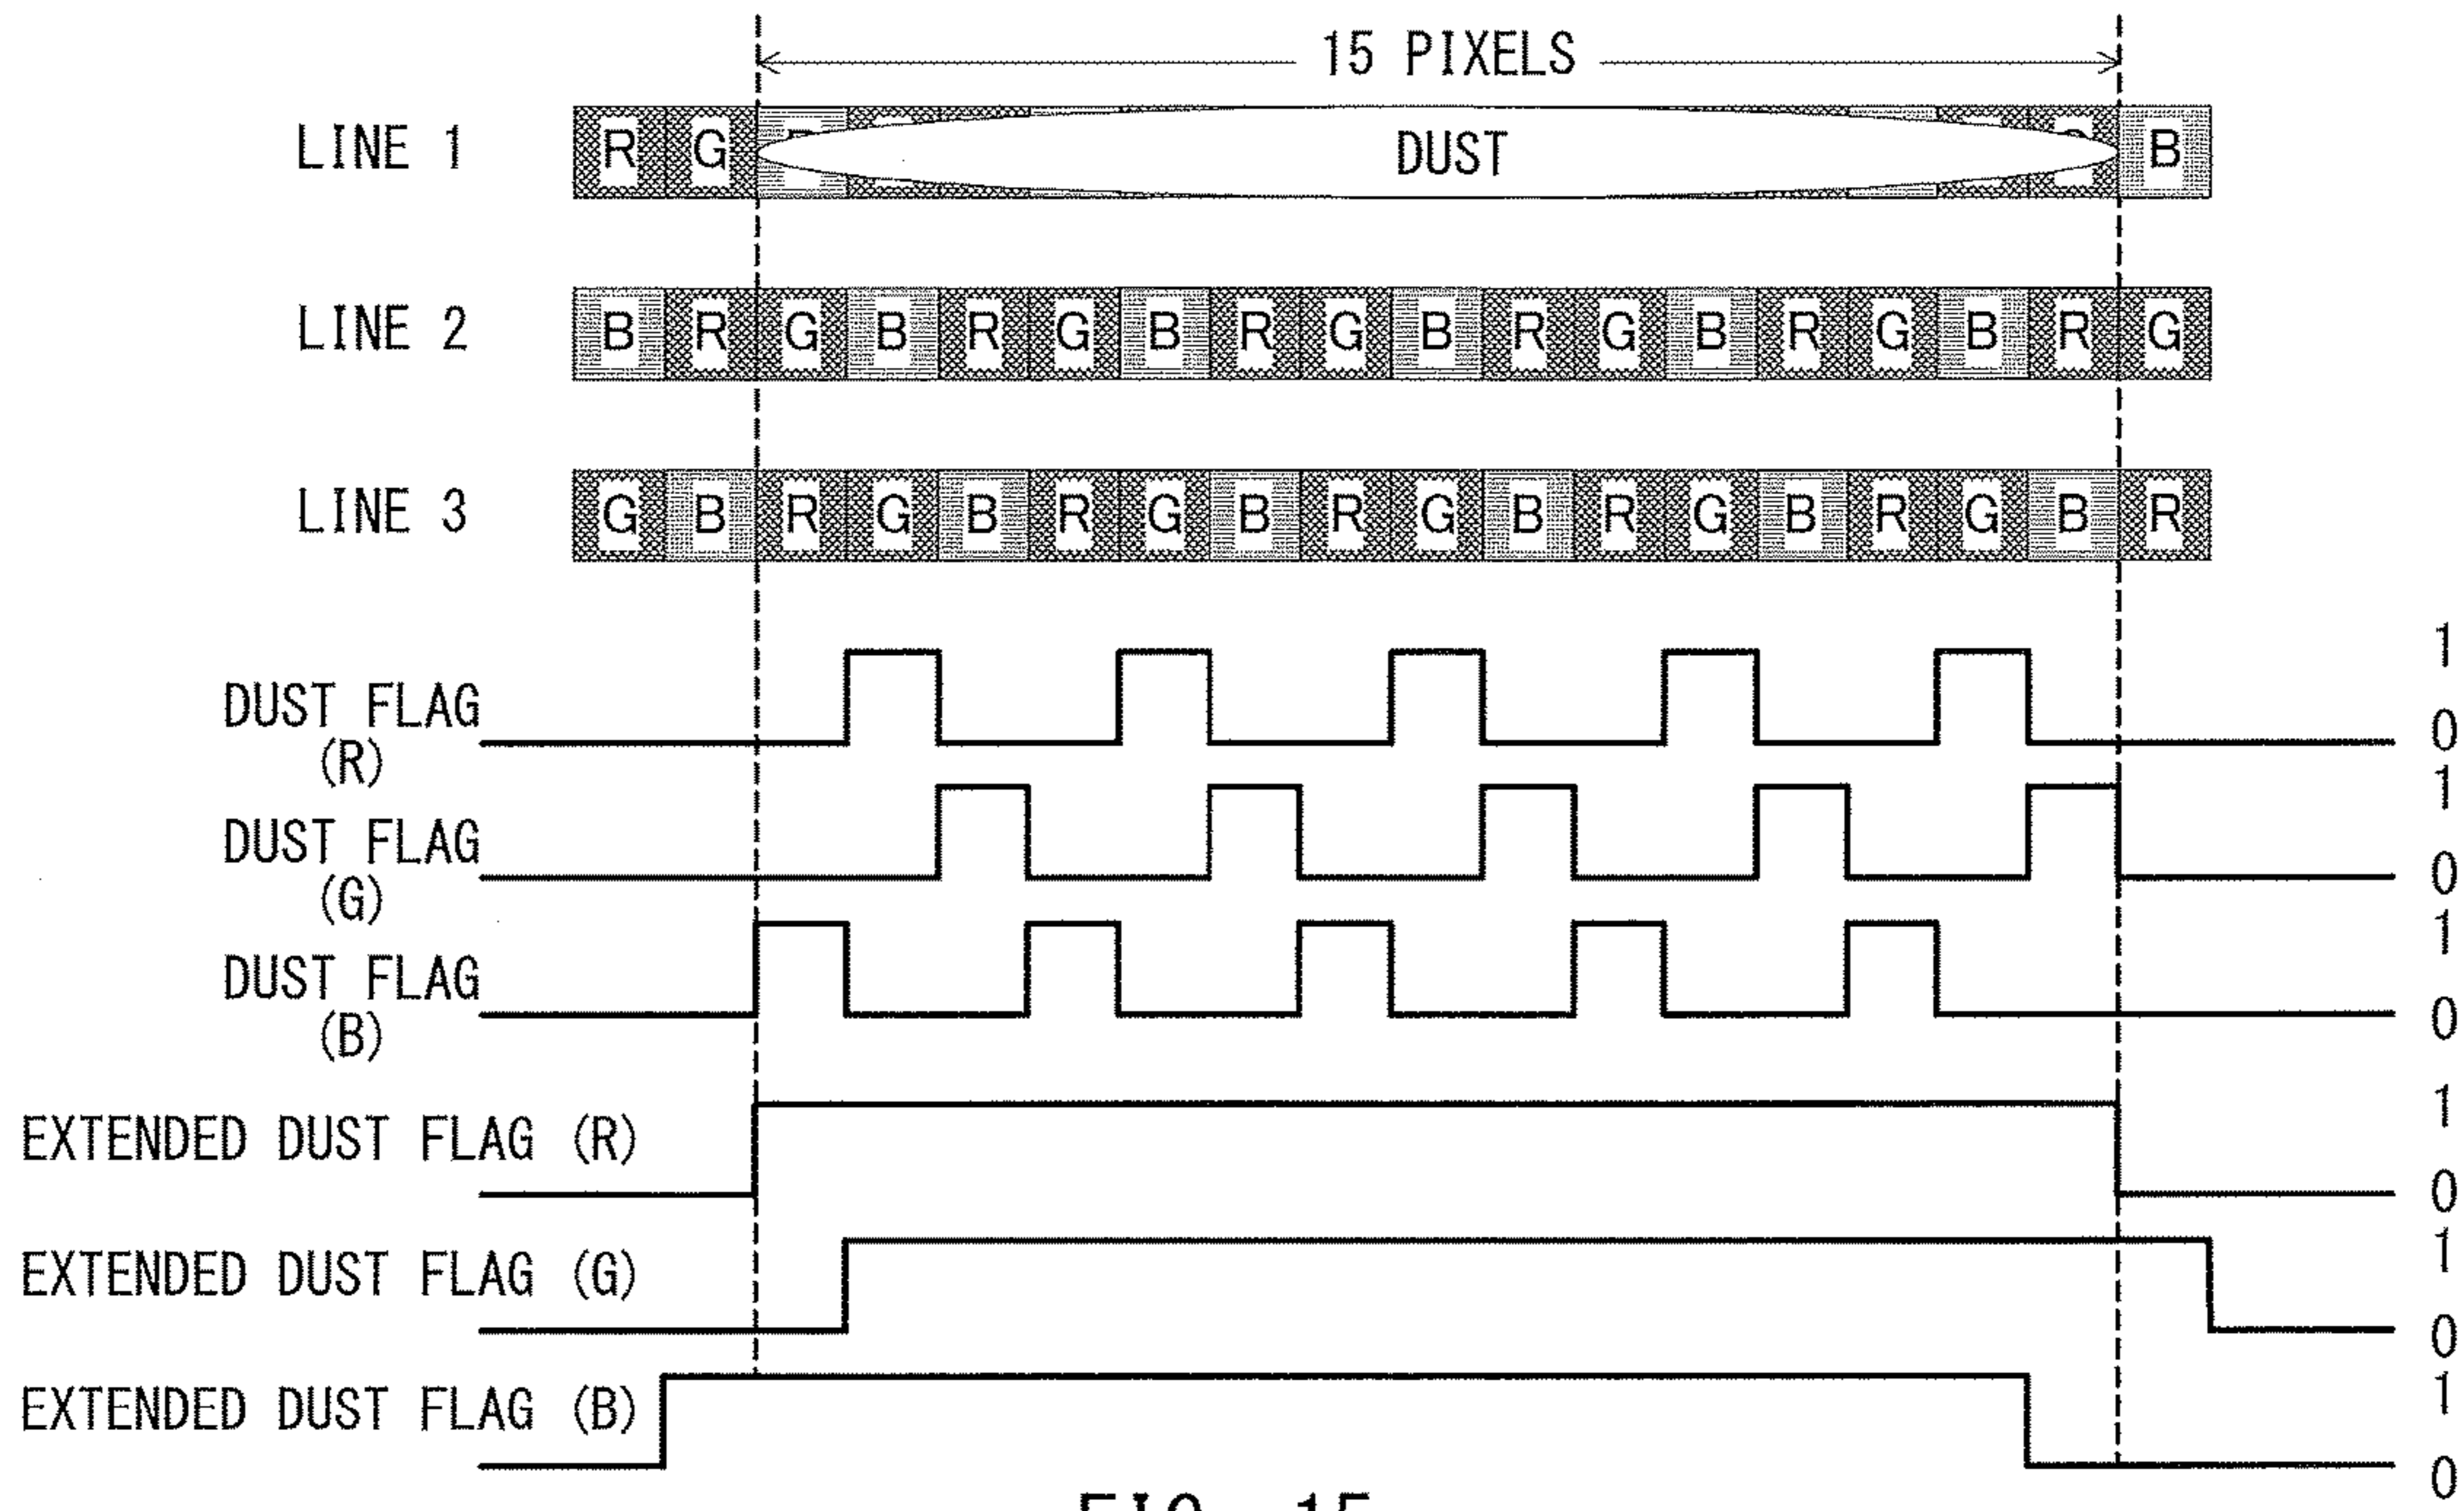 15 PIXELS
LINE 1 R G DUST B
LINE 2 B R G B R G B R G B R G B R G B R G
LINE 3 G B R G B R G B R G B R G B R G B R
DUST FLAG (R) 1 0
DUST FLAG (G) 1 0
DUST FLAG (B) 1 0
EXTENDED DUST FLAG (R) 1 0
EXTENDED DUST FLAG (G) 1 0
EXTENDED DUST FLAG (B) 1 0